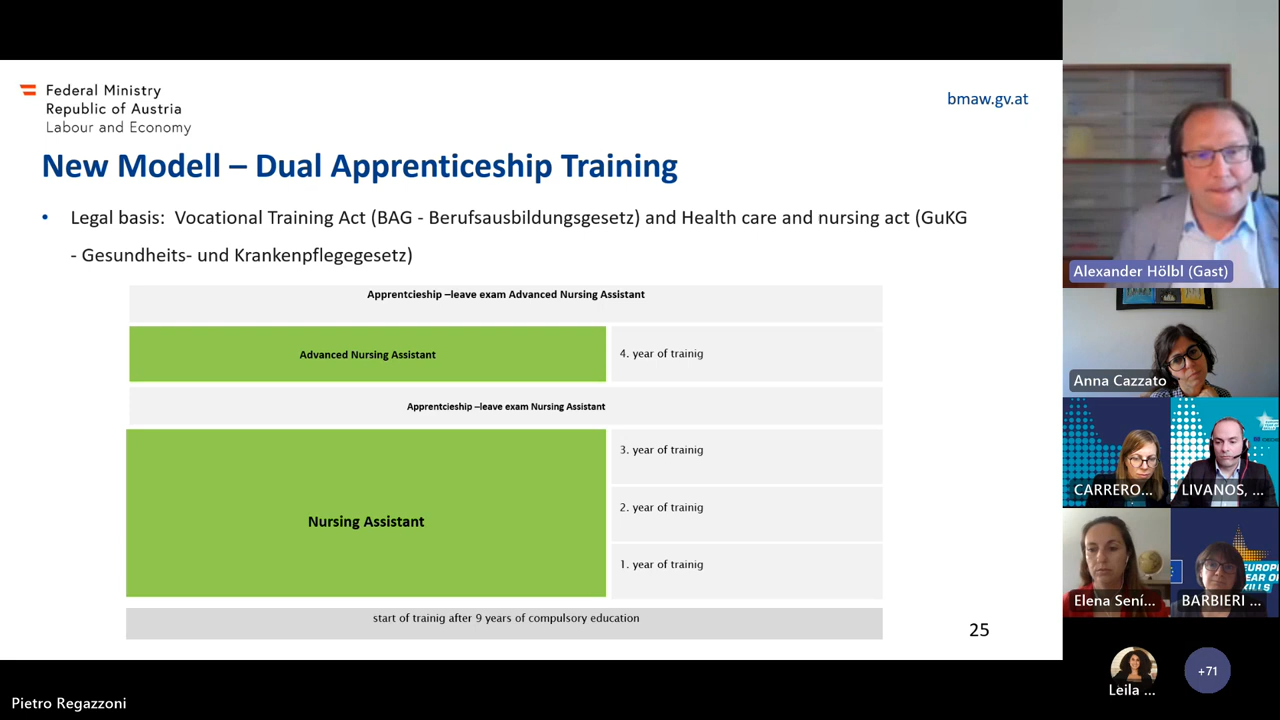 Federal Ministry
Republic of Austria
Labour and Economy
bmaw.gv.at
New Modell – Dual Apprenticeship Training
• Legal basis: Vocational Training Act (BAG - Berufsausbildungsgesetz) and Health care and nursing act (GuKG
- Gesundheits- und Krankenpflegegesetz)
Apprentcieship –leave exam Advanced Nursing Assistant
Advanced Nursing Assistant
4. year of trainig
Apprentcieship –leave exam Nursing Assistant
Nursing Assistant
3. year of trainig
2. year of trainig
1. year of trainig
start of trainig after 9 years of compulsory education
25
Pietro Regazzoni
Alexander Hölbl (Gast)
Anna Cazzato
CARRERO...
LIVANOS, ...
Elena Sení...
BARBIERI ...
Leila ...
+71